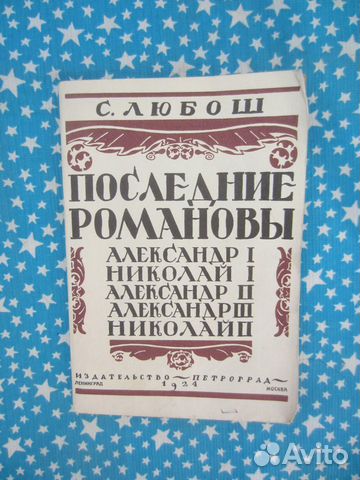 С. ЛЮБОШ
ПОСЛЕДНИЕ
РОМАНОВЫ
АЛЕКСАНДР I
НИКОЛАЙ I
АЛЕКСАНДР II
АЛЕКСАНДР III
НИКОЛАЙ II
ИЗДАТЕЛЬСТВО ~ ПЕТРОГРАД ~
ЛЕНИНГРАД 1924 МОСКВА
Avito